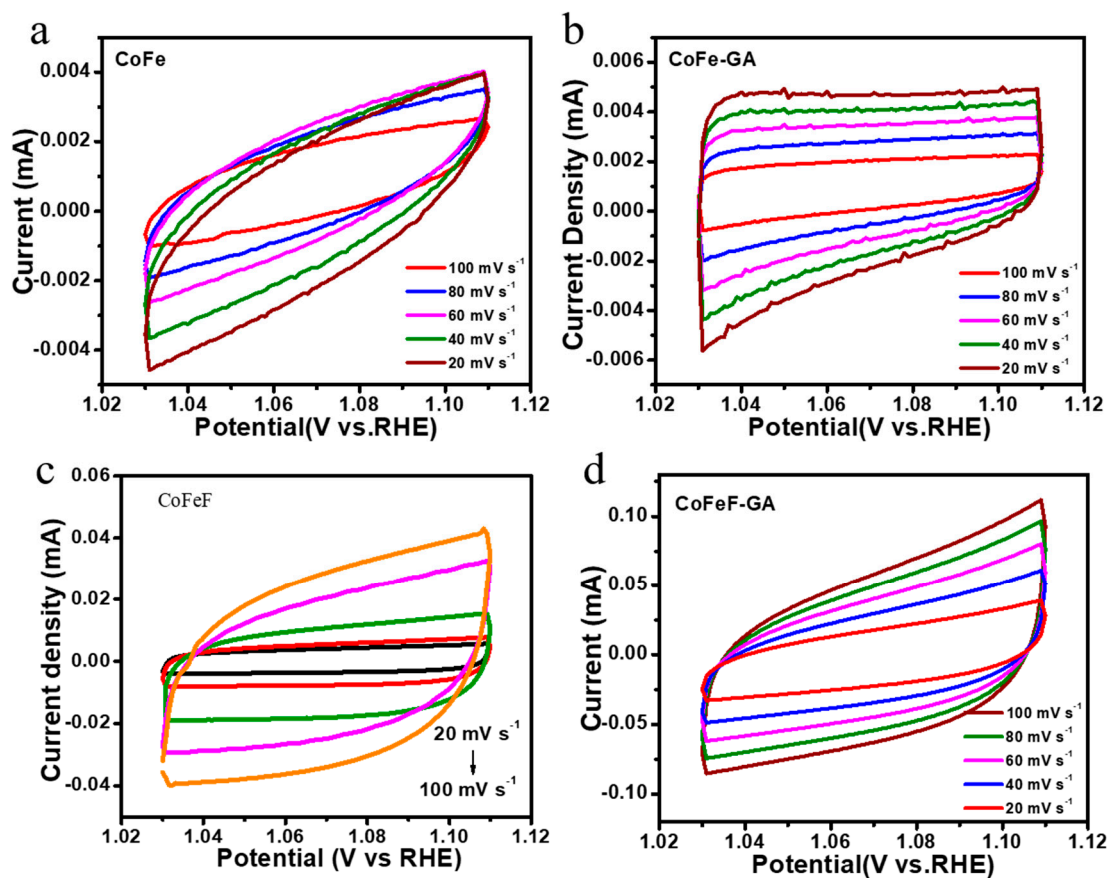 a
CoFe
Current (mA)
0.004
0.002
0.000
-0.002
-0.004
100 mV s⁻¹
80 mV s⁻¹
60 mV s⁻¹
40 mV s⁻¹
20 mV s⁻¹
1.02 1.04 1.06 1.08 1.10 1.12
Potential(V vs.RHE)
b
CoFe-GA
Current Density (mA)
0.006
0.004
0.002
0.000
-0.002
-0.004
-0.006
100 mV s⁻¹
80 mV s⁻¹
60 mV s⁻¹
40 mV s⁻¹
20 mV s⁻¹
1.02 1.04 1.06 1.08 1.10 1.12
Potential(V vs.RHE)
c
CoFeF
Current density (mA)
0.06
0.04
0.02
0.00
-0.02
-0.04
20 mV s⁻¹
100 mV s⁻¹
1.02 1.04 1.06 1.08 1.10 1.12
Potential (V vs RHE)
d
CoFeF-GA
Current (mA)
0.10
0.05
0.00
-0.05
-0.10
100 mV s⁻¹
80 mV s⁻¹
60 mV s⁻¹
40 mV s⁻¹
20 mV s⁻¹
1.02 1.04 1.06 1.08 1.10 1.12
Potential(V vs.RHE)